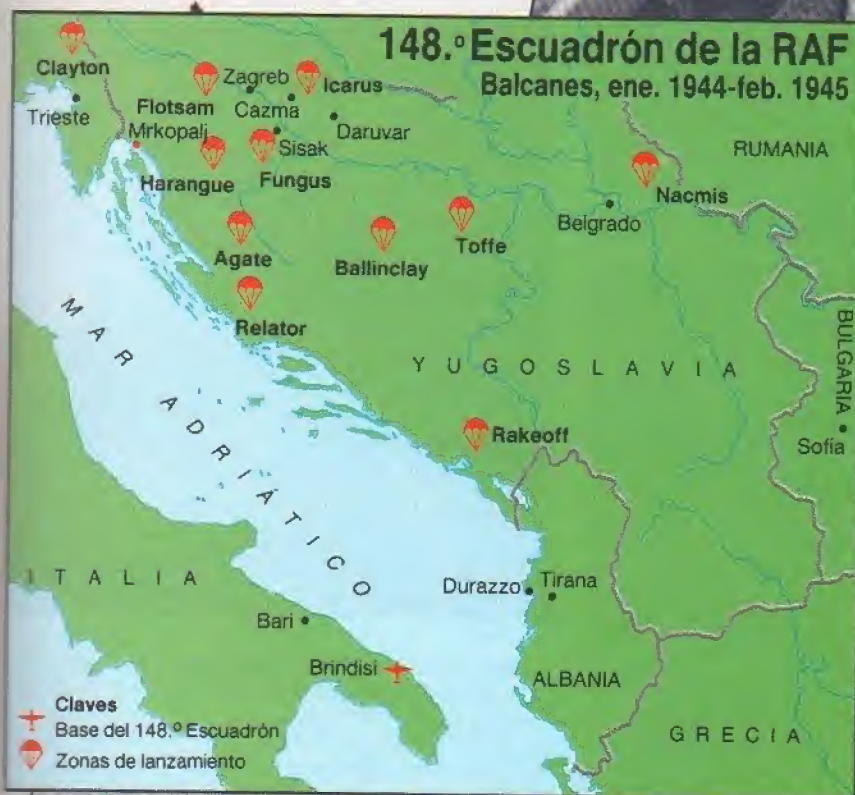 148.º Escuadrón de la RAF
Balcanes, ene. 1944-feb. 1945
Clayton
Trieste
Flotsam
Mrkopali
Zagreb
Cazma
Icarus
Daruvar
Sisak
Harangue
Fungus
RUMANIA
Nacmis
Belgrado
Agate
Ballinclay
Toffe
Relator
MAR ADRIÁTICO
YUGOSLAVIA
BULGARIA
Sofía
Rakeoff
ITALIA
Durazzo
Tirana
Bari
Brindisi
ALBANIA
GRECIA
Claves
Base del 148.º Escuadrón
Zonas de lanzamiento